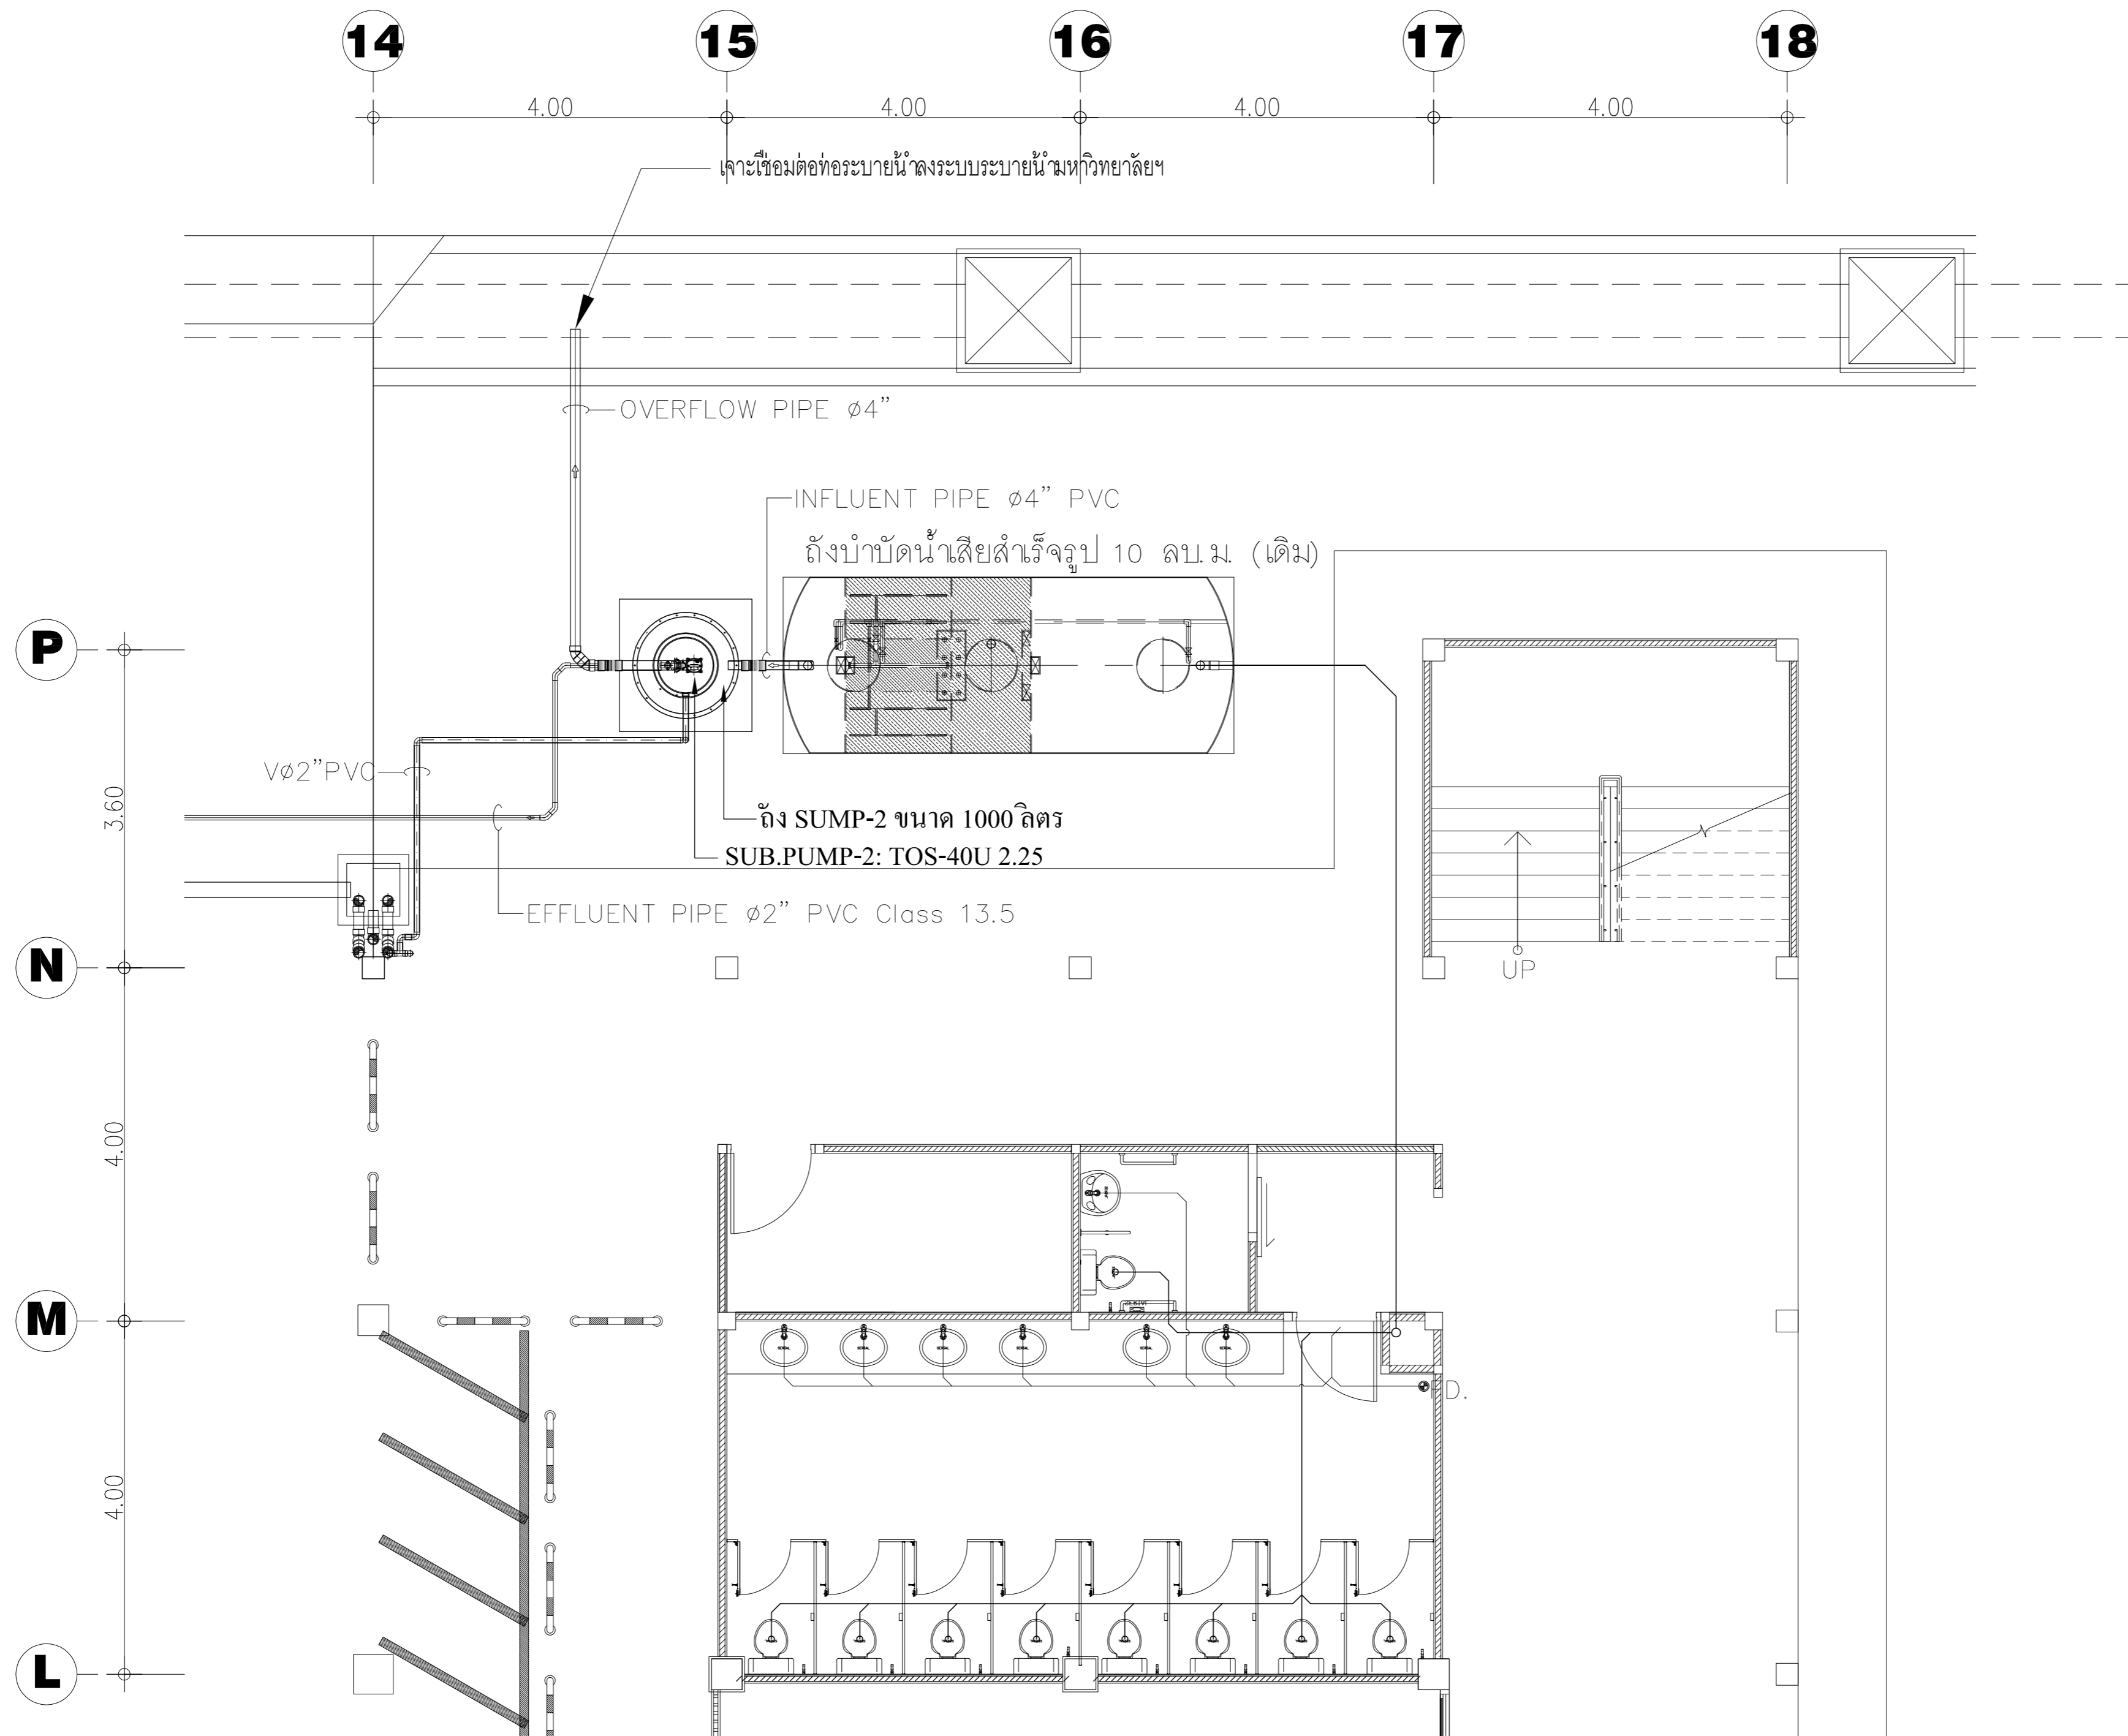 14 15 16 17 18
4.00 4.00 4.00 4.00
เจาะเชื่อมต่อท่อระบายน้ำลงระบบระบายน้ำมหาวิทยาลัยฯ
OVERFLOW PIPE ø4"
INFLUENT PIPE ø4" PVC
ถังบำบัดน้ำเสียสำเร็จรูป 10 ลบ.ม. (เดิม)
P
Vø2"PVC
3.60
ถัง SUMP-2 ขนาด 1000 ลิตร
SUB.PUMP-2: TOS-40U 2.25
EFFLUENT PIPE ø2" PVC Class 13.5
N
UP
4.00
M
D.
4.00
L